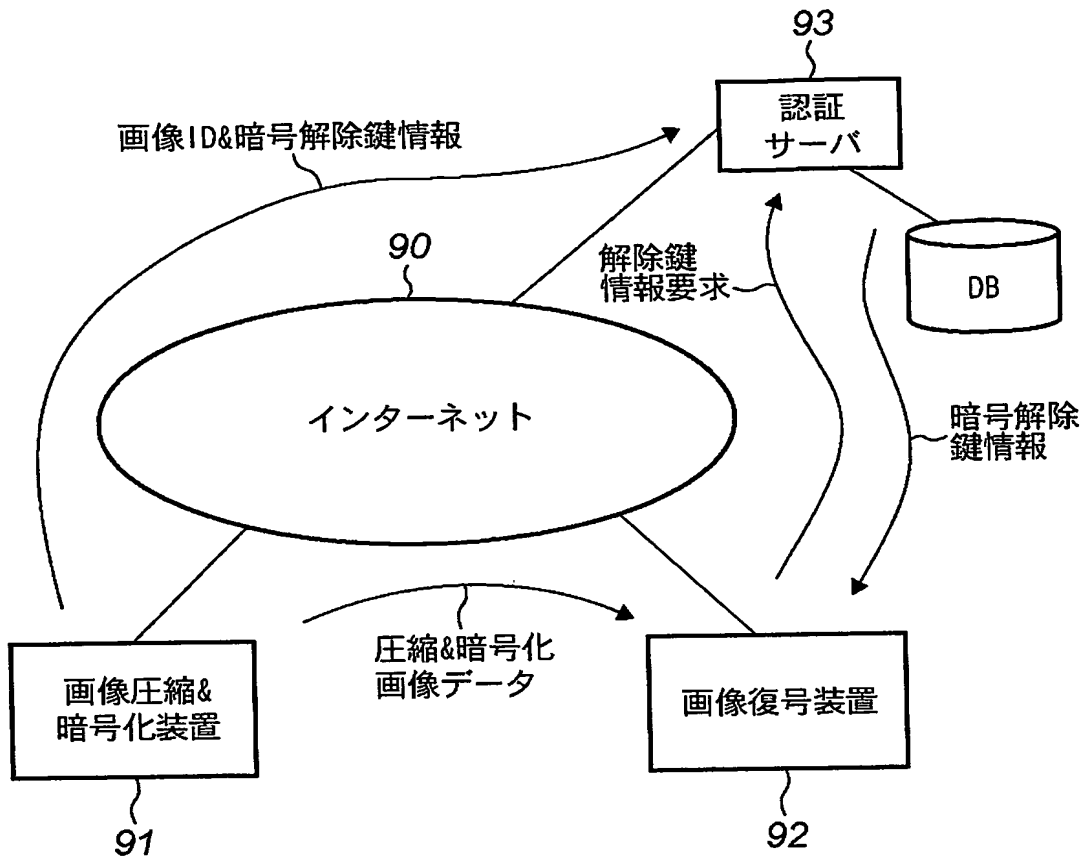 93
認証
サーバ
画像ID&暗号解除鍵情報
90
解除鍵
情報要求
DB
インターネット
暗号解除
鍵情報
圧縮&暗号化
画像データ
画像圧縮&
暗号化装置
画像復号装置
91
92